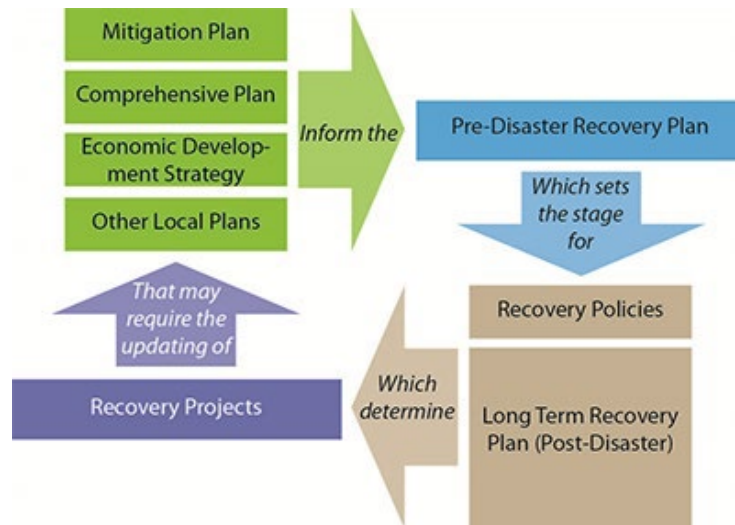 Mitigation Plan
Comprehensive Plan
Economic Develop-
ment Strategy
Other Local Plans
Inform the
Pre-Disaster Recovery Plan
Which sets
the stage
for
Recovery Policies
Long Term Recovery
Plan (Post-Disaster)
Which
determine
Recovery Projects
That may
require the
updating of